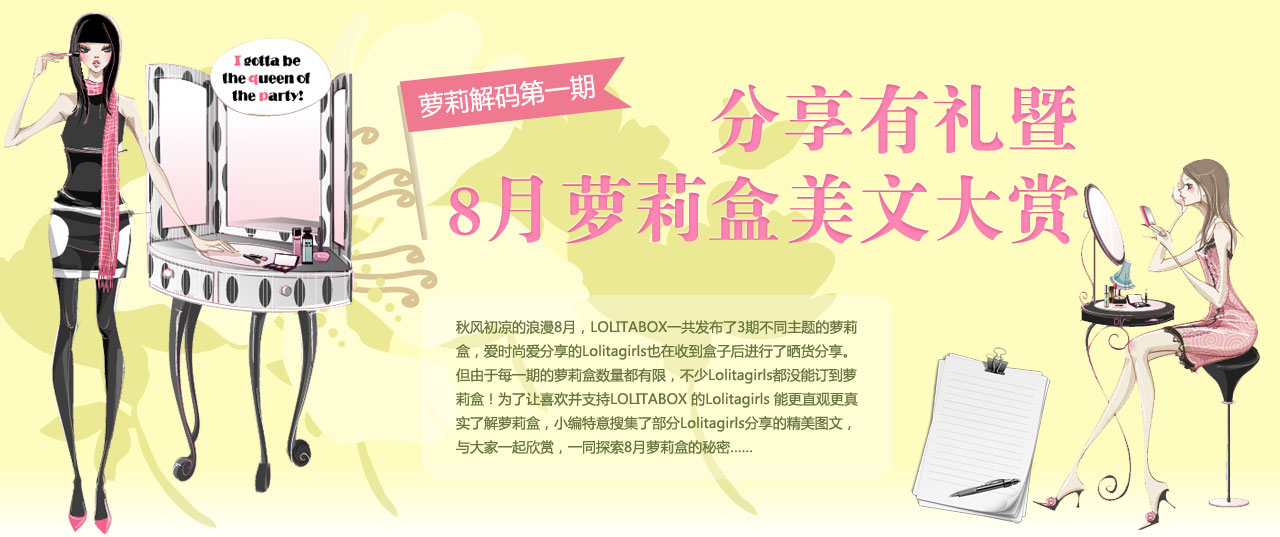 I gotta be
the queen of
the party!
萝莉解码第一期
分享有礼暨
8月萝莉盒美文大赏
秋风初凉的浪漫8月，LOLITABOX一共发布了3期不同主题的萝莉
盒，爱时尚爱分享的Lolitagirls也在收到盒子后进行了晒货分享。
但由于每一期的萝莉盒数量都有限，不少Lolitagirls都没能订到萝
莉盒！为了让喜欢并支持LOLITABOX 的Lolitagirls 能更直观更真
实了解萝莉盒，小编特意搜集了部分Lolitagirls分享的精美图文，
与大家一起欣赏，一同探索8月萝莉盒的秘密......